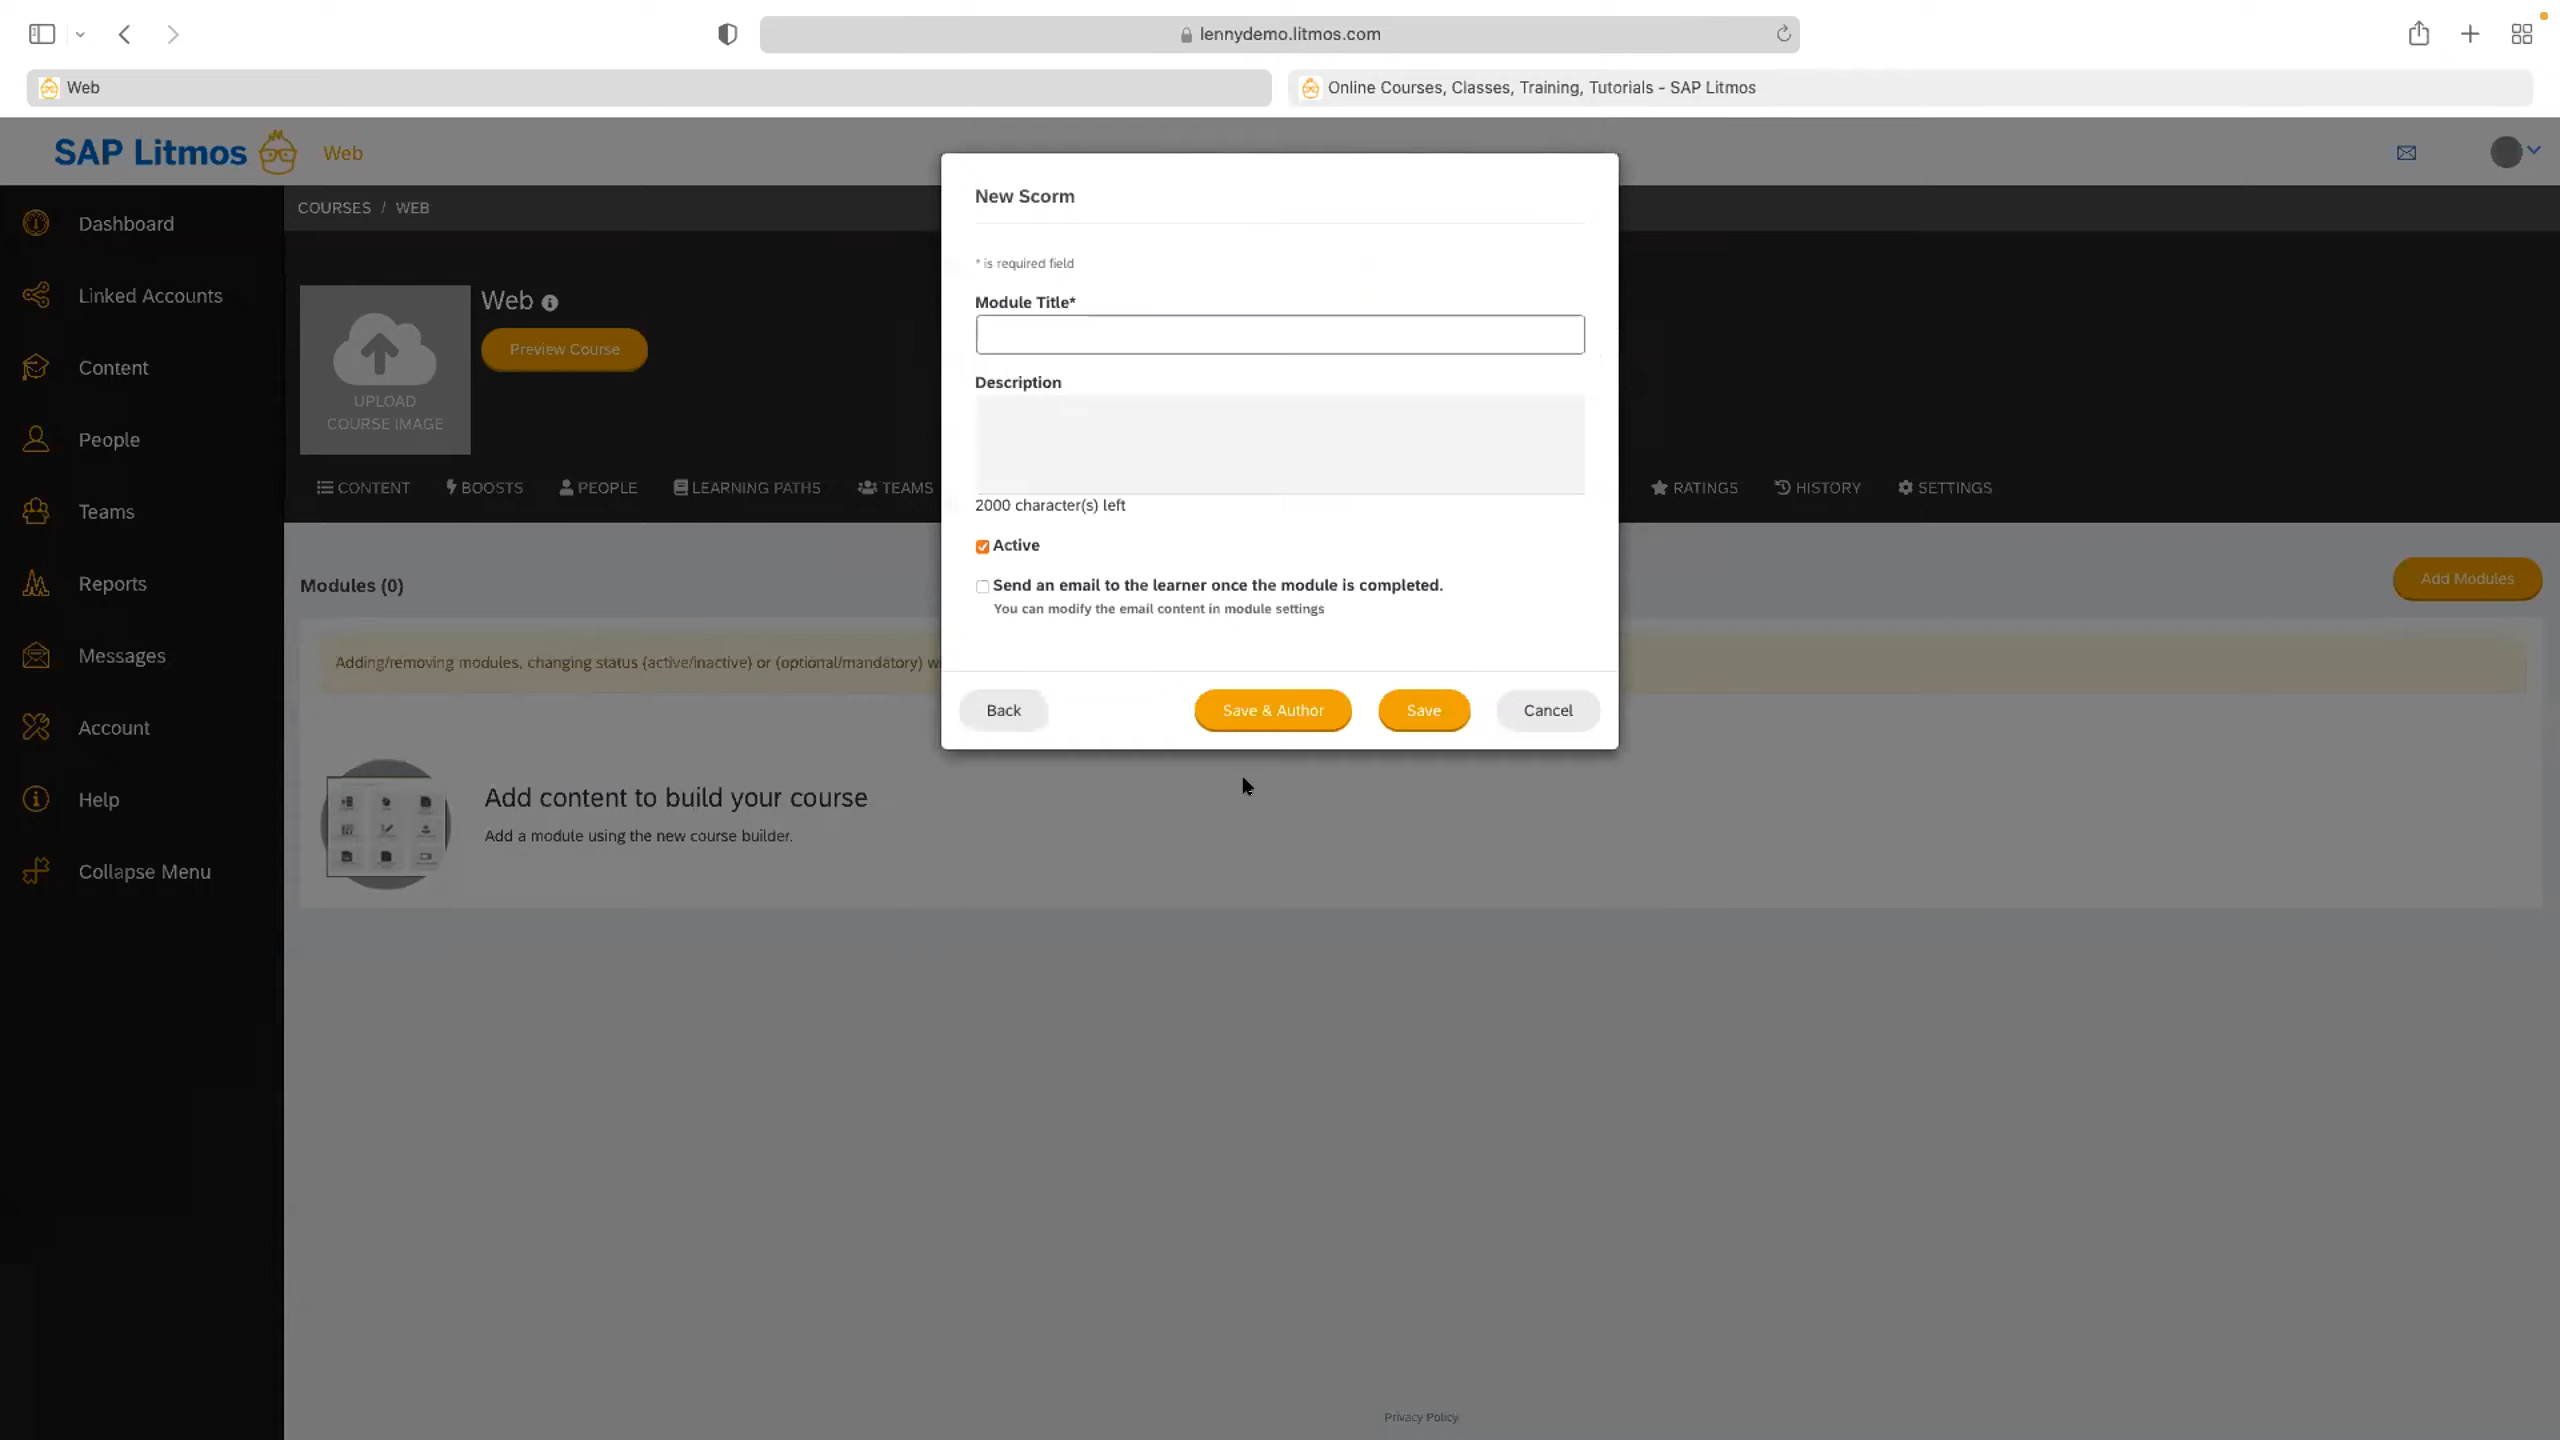 lennydemo.litmos.com
Web
Online Courses, Classes, Training, Tutorials - SAP Litmos
SAP Litmos
Web
Dashboard
Linked Accounts
Content
People
Teams
Reports
Messages
Account
Help
Collapse Menu
COURSES / WEB
UPLOAD
COURSE IMAGE
Web
Preview Course
CONTENT
BOOSTS
PEOPLE
LEARNING PATHS
TEAMS
RATINGS
HISTORY
SETTINGS
Modules (0)
Add Modules
Adding/removing modules, changing status (active/inactive) or (optional/mandatory) wi
Add content to build your course
Add a module using the new course builder.
New Scorm
* is required field
Module Title*
Description
2000 character(s) left
Active
Send an email to the learner once the module is completed.
You can modify the email content in module settings
Back
Save & Author
Save
Cancel
Privacy Policy